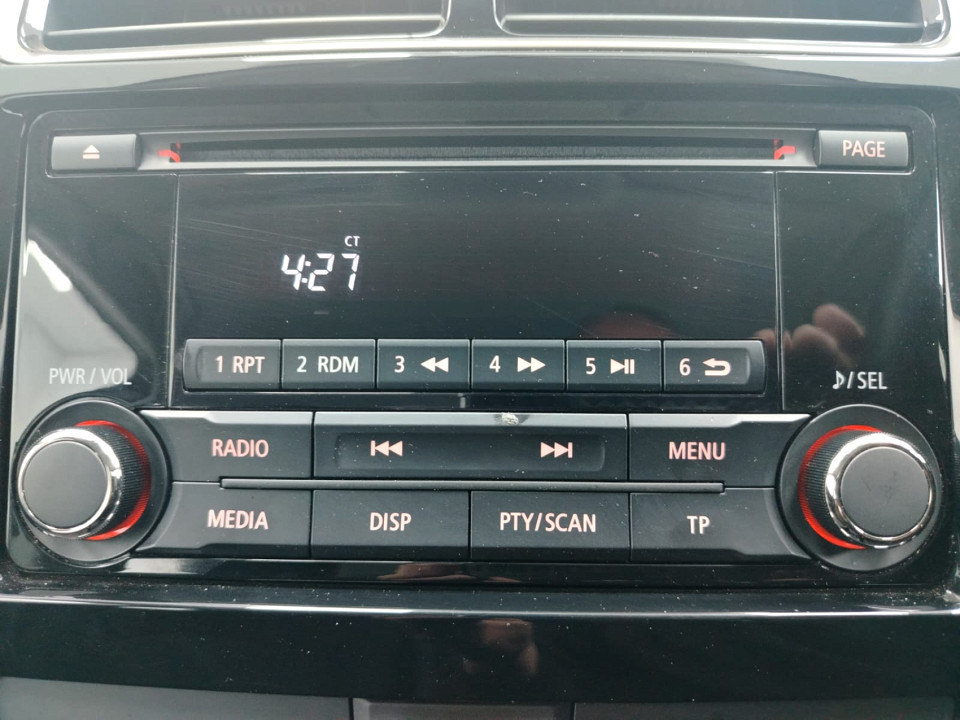 PAGE
CT
4:27
1 RPT 2 RDM 3 4 5 6
PWR / VOL
♪/SEL
RADIO MENU
MEDIA DISP PTY/SCAN TP